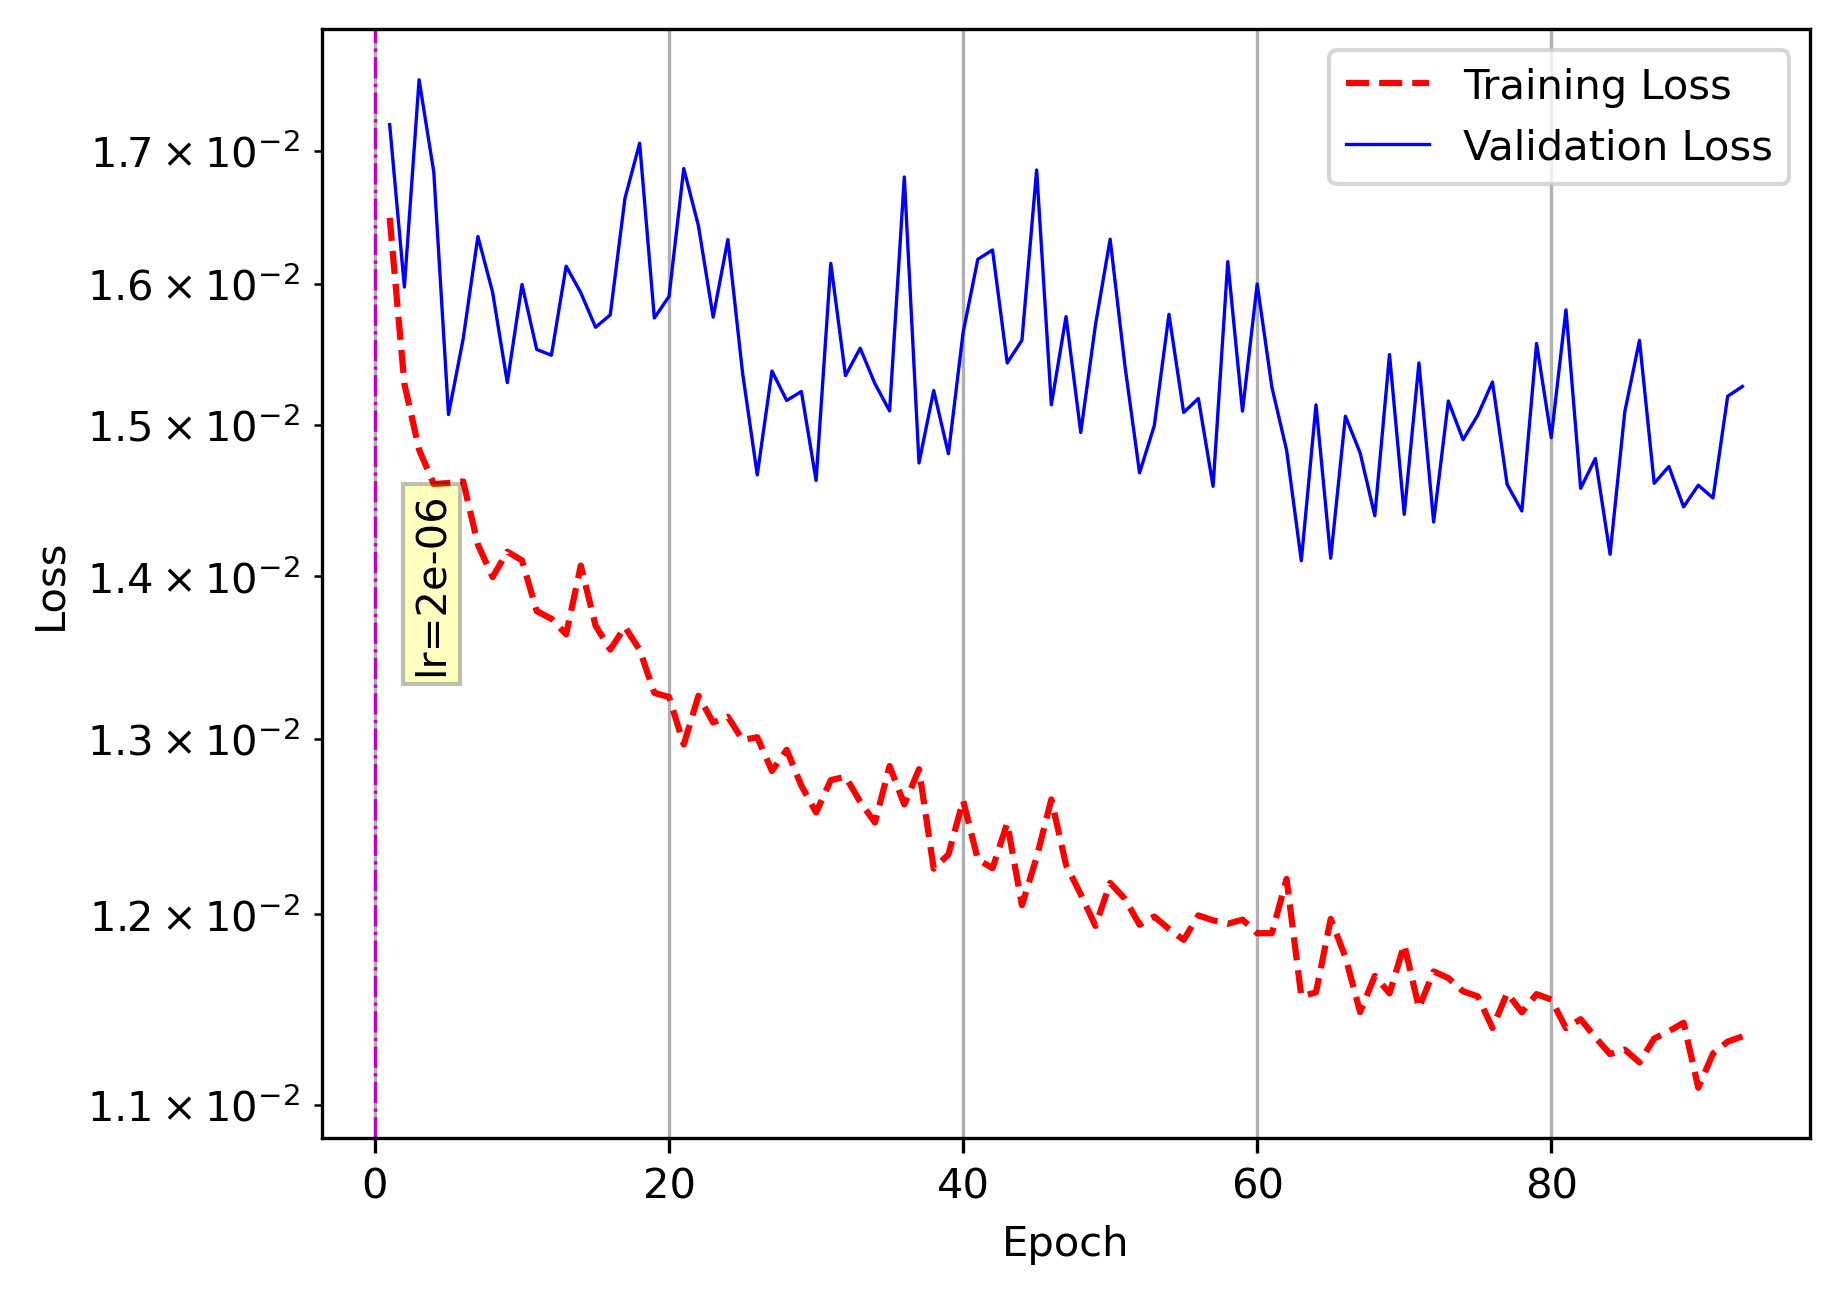 Training Loss
Validation Loss
1.7 × 10⁻²
1.6 × 10⁻²
1.5 × 10⁻²
1.4 × 10⁻²
1.3 × 10⁻²
1.2 × 10⁻²
1.1 × 10⁻²
Loss
lr=2e-06
0 20 40 60 80
Epoch